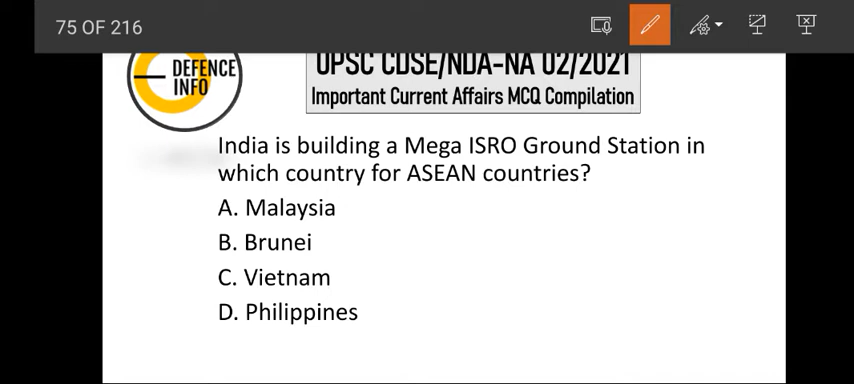 75 OF 216
DEFENCE
INFO
UPSC CDSE/NDA-NA 02/2021
Important Current Affairs MCQ Compilation
India is building a Mega ISRO Ground Station in
which country for ASEAN countries?
A. Malaysia
B. Brunei
C. Vietnam
D. Philippines